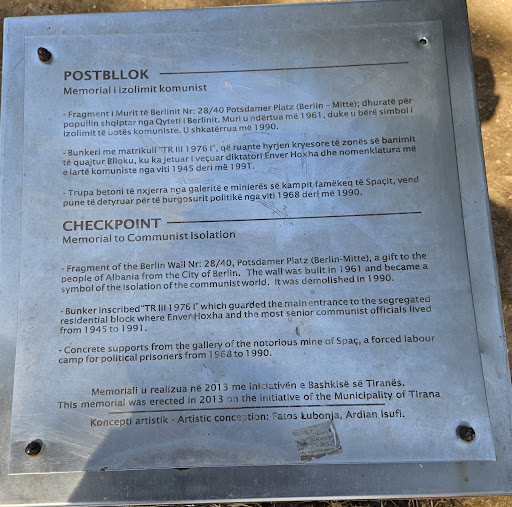 POSTBLLOK
Memorial i izolimit komunist
- Fragment i Murit të Berlinit Nr: 28/40 Potsdamer Platz (Berlin – Mitte); dhuratë për
popullin shqiptar nga Qyteti i Berlinit. Muri u ndërtua më 1961, duke u bërë simbol i
izolimit të botës komuniste. U shkatërrua më 1990.
- Bunkeri me matrikull "TR III 1976 I", që ruante hyrjen kryesore të zonës së banimit
të quajtur Blloku, ku ka jetuar i veçuar diktatori Enver Hoxha dhe nomenklatura më
e lartë komuniste nga viti 1945 deri më 1991.
- Trupa betoni të nxjerra nga galeritë e minierës së kampit famëkeq të Spaçit, vend
pune të detyruar për të burgosurit politikë nga viti 1968 deri më 1990.
CHECKPOINT
Memorial to Communist Isolation
- Fragment of the Berlin Wall Nr: 28/40, Potsdamer Platz (Berlin-Mitte), a gift to the
people of Albania from the City of Berlin. The wall was built in 1961 and became a
symbol of the isolation of the communist world. It was demolished in 1990.
- Bunker inscribed "TR III 1976 I" which guarded the main entrance to the segregated
residential block where Enver Hoxha and the most senior communist officials lived
from 1945 to 1991.
- Concrete supports from the gallery of the notorious mine of Spaç, a forced labour
camp for political prisoners from 1968 to 1990.
Memoriali u realizua në 2013 me iniciativën e Bashkisë së Tiranës.
This memorial was erected in 2013 on the initiative of the Municipality of Tirana
Koncepti artistik - Artistic conception: Fatos Lubonja, Ardian Isufi.